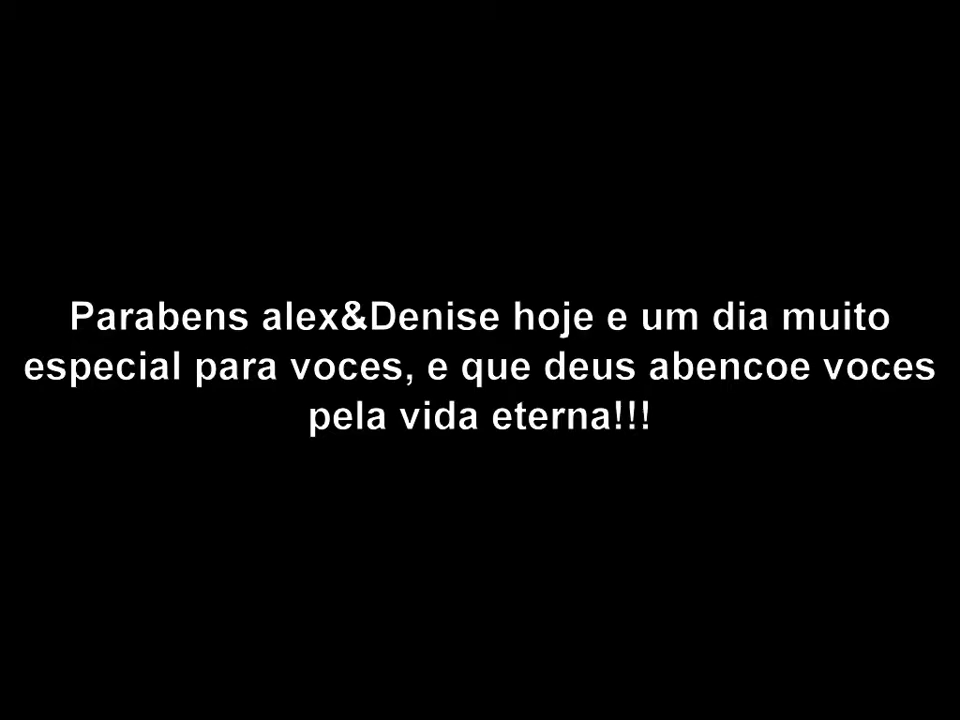 Parabens alex&Denise hoje e um dia muito
especial para voces, e que deus abencoe voces
pela vida eterna!!!